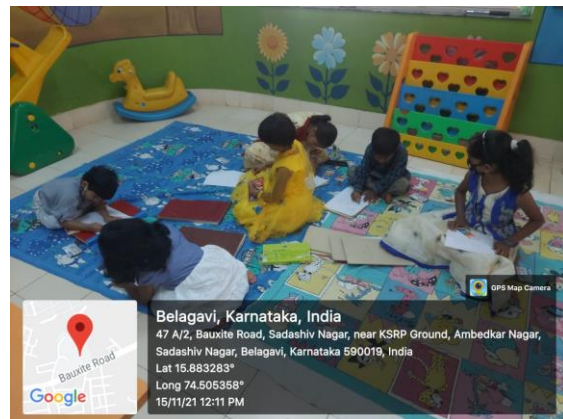 GPS Map Camera
Belagavi, Karnataka, India
47 A/2, Bauxite Road, Sadashiv Nagar, near KSRP Ground, Ambedkar Nagar,
Sadashiv Nagar, Belagavi, Karnataka 590019, India
Lat 15.883283°
Long 74.505358°
15/11/21 12:11 PM
Bauxite Road
Google